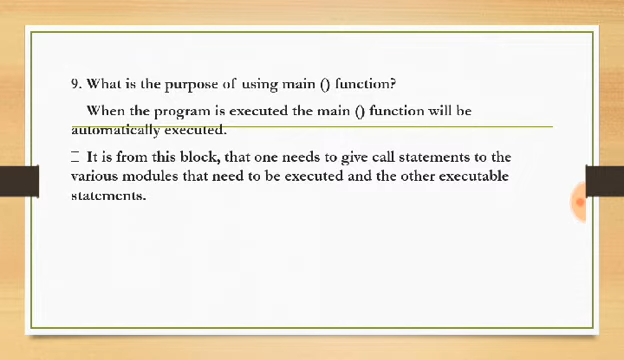 9. What is the purpose of using main () function?
When the program is executed the main () function will be
automatically executed.
It is from this block, that one needs to give call statements to the
various modules that need to be executed and the other executable
statements.